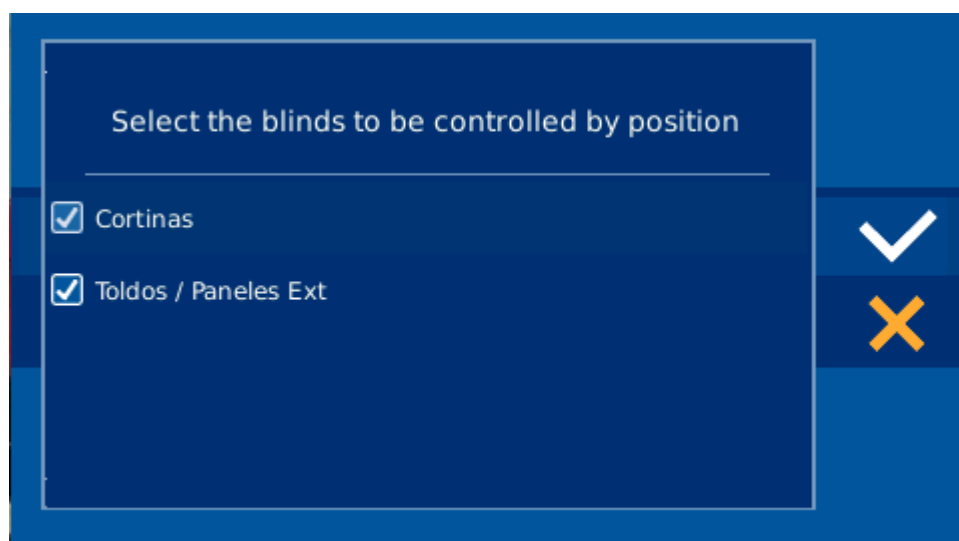 Select the blinds to be controlled by position
Cortinas
Toldos / Paneles Ext